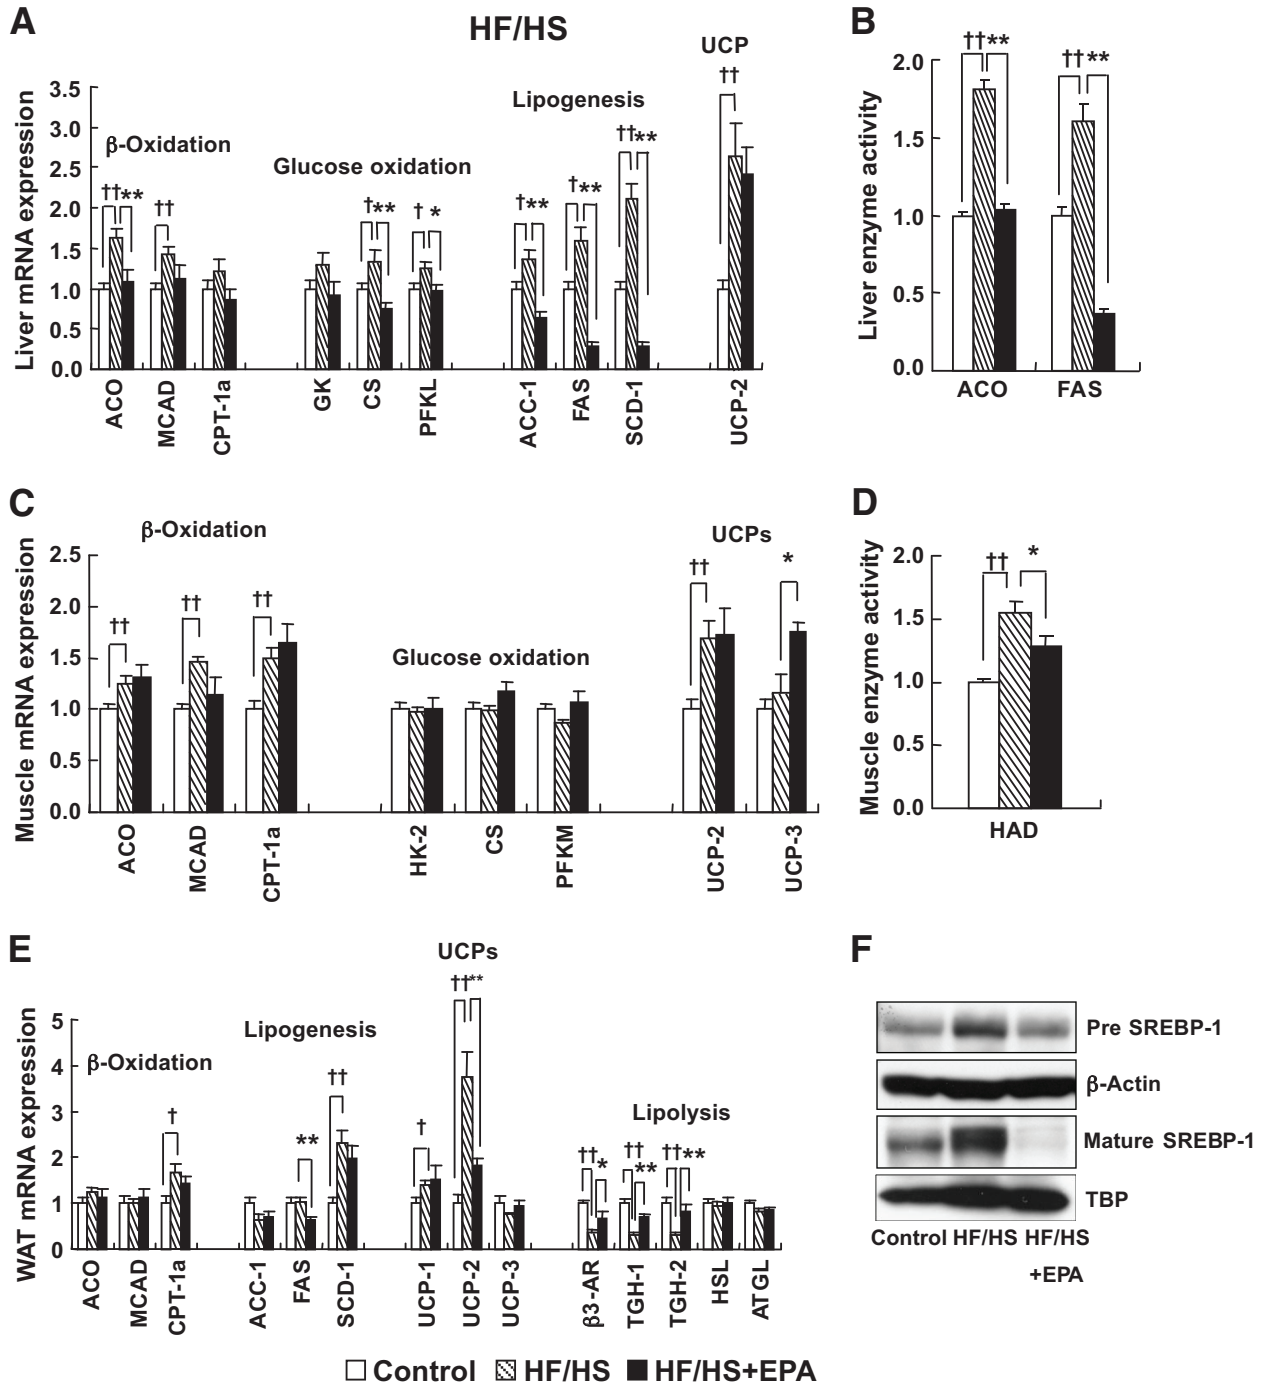 A
HF/HS
UCP
††
Lipogenesis
β-Oxidation
Glucose oxidation
††**
††
†**
† *
†**
†**
††**
Liver mRNA expression
3.5
3.0
2.5
2.0
1.5
1.0
0.5
0.0
ACO
MCAD
CPT-1a
GK
CS
PFKL
ACC-1
FAS
SCD-1
UCP-2
B
††**
††**
Liver enzyme activity
2.0
1.5
1.0
0.5
0.0
ACO
FAS
C
β-Oxidation
UCPs
Glucose oxidation
††
††
††
††
*
Muscle mRNA expression
2.5
2.0
1.5
1.0
0.5
0.0
ACO
MCAD
CPT-1a
HK-2
CS
PFKM
UCP-2
UCP-3
D
†† *
Muscle enzyme activity
2.0
1.5
1.0
0.5
0.0
HAD
E
UCPs
††**
Lipogenesis
β-Oxidation
Lipolysis
†
**
††
†
††*
††**
††**
WAT mRNA expression
5
4
3
2
1
0
ACO
MCAD
CPT-1a
ACC-1
FAS
SCD-1
UCP-1
UCP-2
UCP-3
β3-AR
TGH-1
TGH-2
HSL
ATGL
F
Pre SREBP-1
β-Actin
Mature SREBP-1
TBP
Control HF/HS HF/HS
+EPA
Control HF/HS HF/HS+EPA